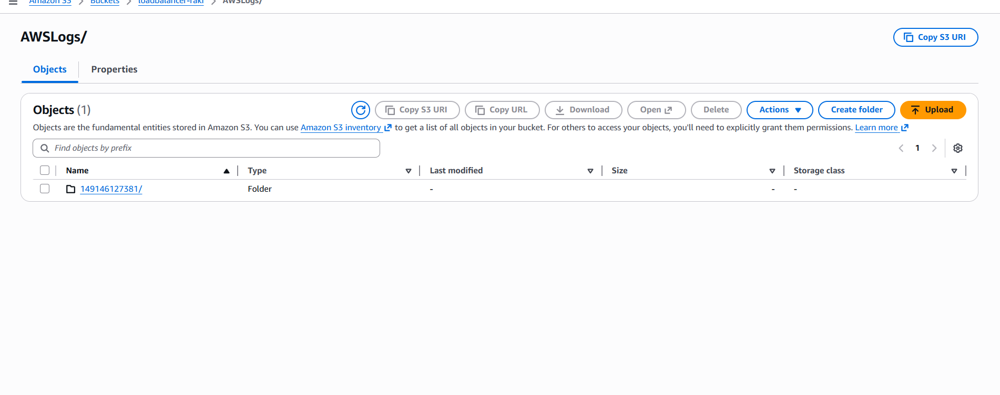 Amazon S3 Buckets loadbalancer-rakr AWSLogs/
AWSLogs/
Copy S3 URI
Objects Properties
Objects (1)
Copy S3 URI Copy URL Download Open Delete Actions Create folder Upload
Objects are the fundamental entities stored in Amazon S3. You can use Amazon S3 inventory to get a list of all objects in your bucket. For others to access your objects, you'll need to explicitly grant them permissions. Learn more
Find objects by prefix
1
Name Type Last modified Size Storage class
149146127381/ Folder - - -